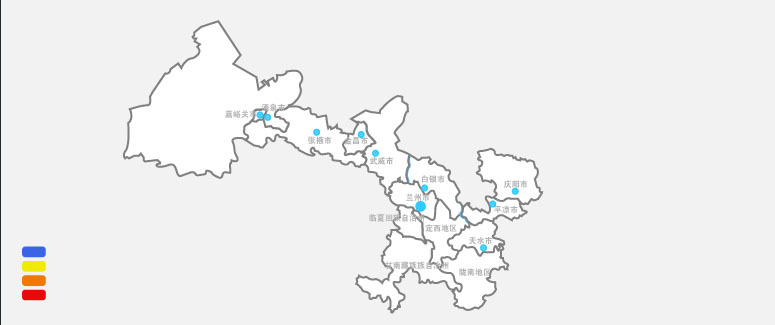 酒泉市
嘉峪关市
张掖市
金昌市
武威市
白银市
庆阳市
兰州市
平凉市
临夏回族自治州
定西地区
天水市
甘南藏族自治州
陇南地区